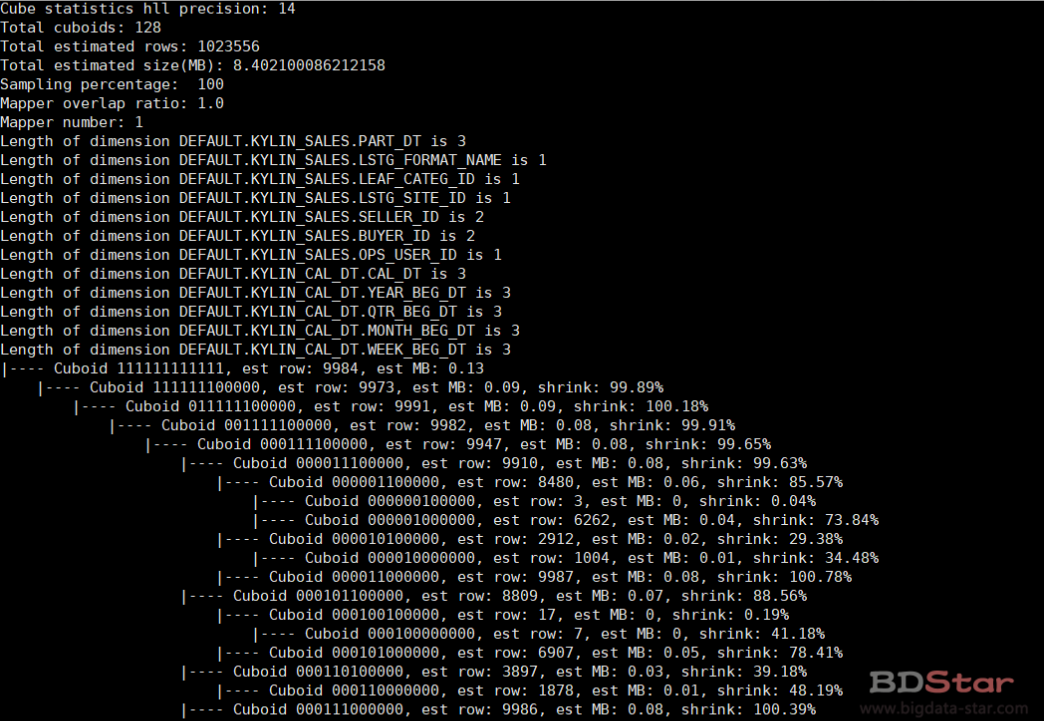 Cube statistics hll precision: 14
Total cuboids: 128
Total estimated rows: 1023556
Total estimated size(MB): 8.402100086212158
Sampling percentage:  100
Mapper overlap ratio: 1.0
Mapper number: 1
Length of dimension DEFAULT.KYLIN_SALES.PART_DT is 3
Length of dimension DEFAULT.KYLIN_SALES.LSTG_FORMAT_NAME is 1
Length of dimension DEFAULT.KYLIN_SALES.LEAF_CATEG_ID is 1
Length of dimension DEFAULT.KYLIN_SALES.LSTG_SITE_ID is 1
Length of dimension DEFAULT.KYLIN_SALES.SELLER_ID is 2
Length of dimension DEFAULT.KYLIN_SALES.BUYER_ID is 2
Length of dimension DEFAULT.KYLIN_SALES.OPS_USER_ID is 1
Length of dimension DEFAULT.KYLIN_CAL_DT.CAL_DT is 3
Length of dimension DEFAULT.KYLIN_CAL_DT.YEAR_BEG_DT is 3
Length of dimension DEFAULT.KYLIN_CAL_DT.QTR_BEG_DT is 3
Length of dimension DEFAULT.KYLIN_CAL_DT.MONTH_BEG_DT is 3
Length of dimension DEFAULT.KYLIN_CAL_DT.WEEK_BEG_DT is 3
|---- Cuboid 111111111111, est row: 9984, est MB: 0.13
    |---- Cuboid 111111100000, est row: 9973, est MB: 0.09, shrink: 99.89%
        |---- Cuboid 011111100000, est row: 9991, est MB: 0.09, shrink: 100.18%
            |---- Cuboid 001111100000, est row: 9982, est MB: 0.08, shrink: 99.91%
                |---- Cuboid 000111100000, est row: 9947, est MB: 0.08, shrink: 99.65%
                    |---- Cuboid 000011100000, est row: 9910, est MB: 0.08, shrink: 99.63%
                        |---- Cuboid 000001100000, est row: 8480, est MB: 0.06, shrink: 85.57%
                            |---- Cuboid 000000100000, est row: 3, est MB: 0, shrink: 0.04%
                            |---- Cuboid 000001000000, est row: 6262, est MB: 0.04, shrink: 73.84%
                        |---- Cuboid 000010100000, est row: 2912, est MB: 0.02, shrink: 29.38%
                            |---- Cuboid 000010000000, est row: 1004, est MB: 0.01, shrink: 34.48%
                        |---- Cuboid 000011000000, est row: 9987, est MB: 0.08, shrink: 100.78%
                    |---- Cuboid 000101100000, est row: 8809, est MB: 0.07, shrink: 88.56%
                        |---- Cuboid 000100100000, est row: 17, est MB: 0, shrink: 0.19%
                            |---- Cuboid 000100000000, est row: 7, est MB: 0, shrink: 41.18%
                        |---- Cuboid 000101000000, est row: 6907, est MB: 0.05, shrink: 78.41%
                    |---- Cuboid 000110100000, est row: 3897, est MB: 0.03, shrink: 39.18%
                        |---- Cuboid 000110000000, est row: 1878, est MB: 0.01, shrink: 48.19%
                    |---- Cuboid 000111000000, est row: 9986, est MB: 0.08, shrink: 100.39%
BDStar
www.bigdata-star.com